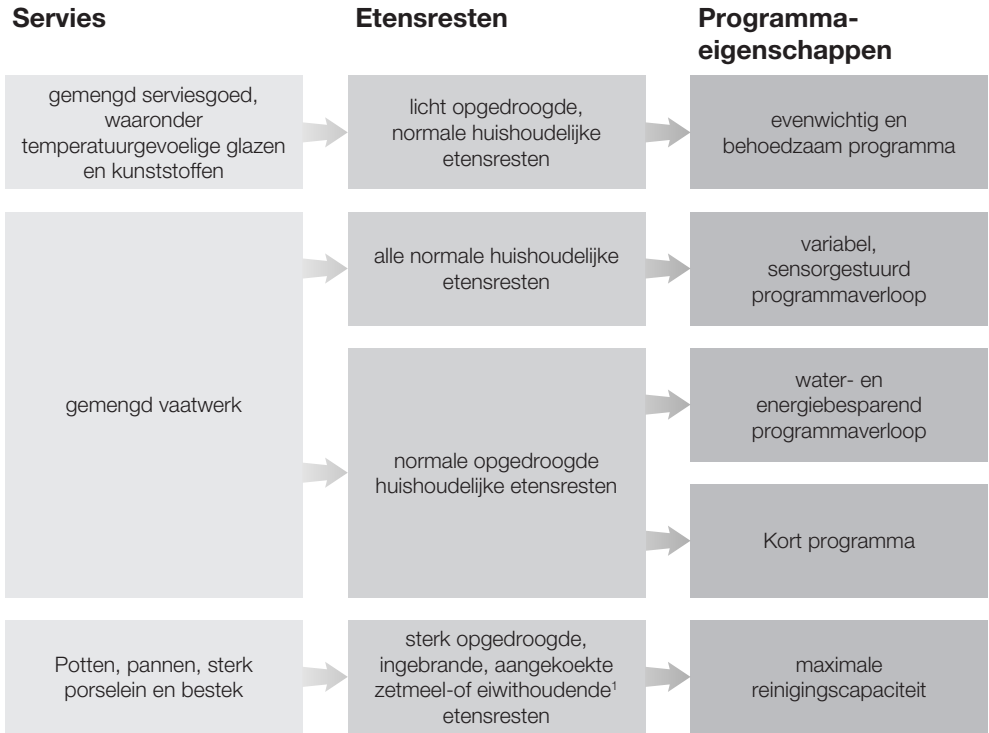 Servies
Etensresten
Programma-
eigenschappen
gemengd serviesgoed,
waaronder
temperatuurgevoelige glazen
en kunststoffen
licht opgedroogde,
normale huishoudelijke
etensresten
evenwichtig en
behoedzaam programma
gemengd vaatwerk
alle normale huishoudelijke
etensresten
variabel,
sensorgestuurd
programmaverloop
normale opgedroogde
huishoudelijke etensresten
water- en
energiebesparend
programmaverloop
Kort programma
Potten, pannen, sterk
porselein en bestek
sterk opgedroogde,
ingebrande, aangekoekte
zetmeel-of eiwithoudende¹
etensresten
maximale
reinigingscapaciteit